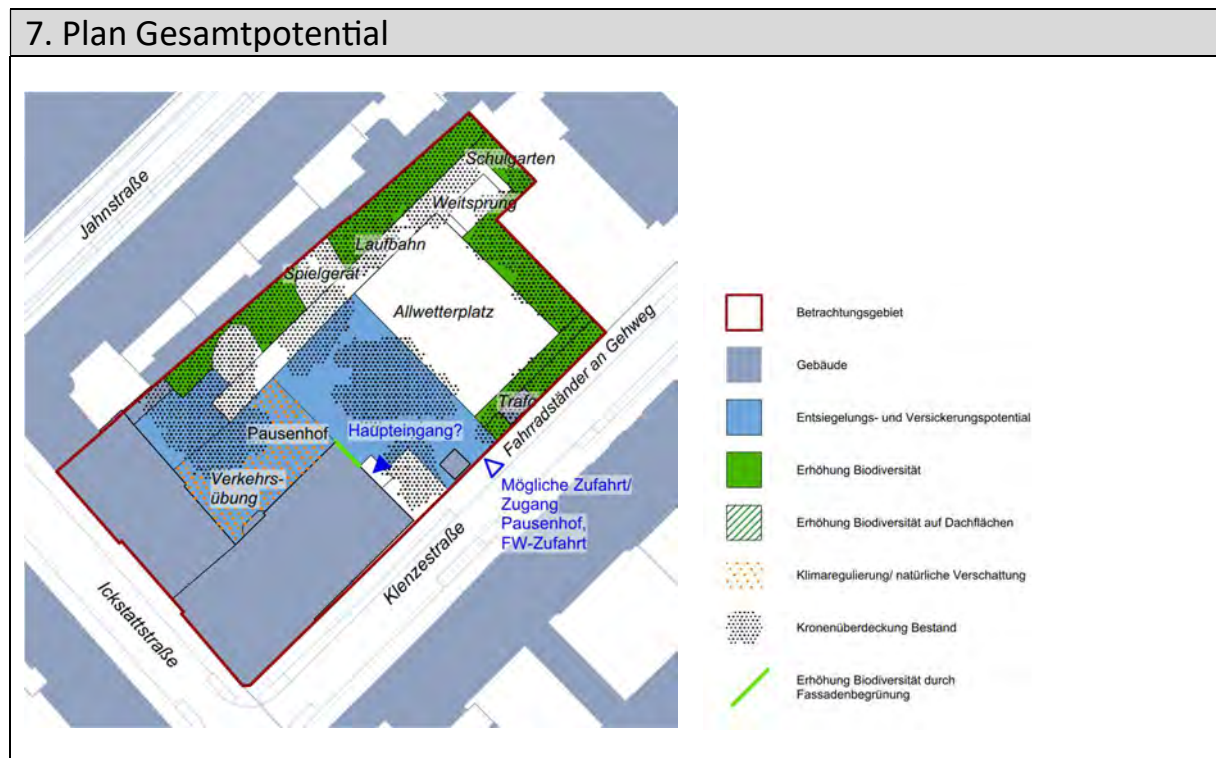 7. Plan Gesamtpotential
Jahnstraße
Schulgarten
Weitsprung
Laufbahn
Spielgerät
Allwetterplatz
Trafo
Fahrradständer an Gehweg
Pausenhof
Haupteingang?
Verkehrs-
übung
Mögliche Zufahrt/
Zugang
Pausenhof,
FW-Zufahrt
Klenzestraße
Ickstattstraße
Betrachtungsgebiet
Gebäude
Entsiegelungs- und Versickerungspotential
Erhöhung Biodiversität
Erhöhung Biodiversität auf Dachflächen
Klimaregulierung/ natürliche Verschattung
Kronenüberdeckung Bestand
Erhöhung Biodiversität durch
Fassadenbegrünung